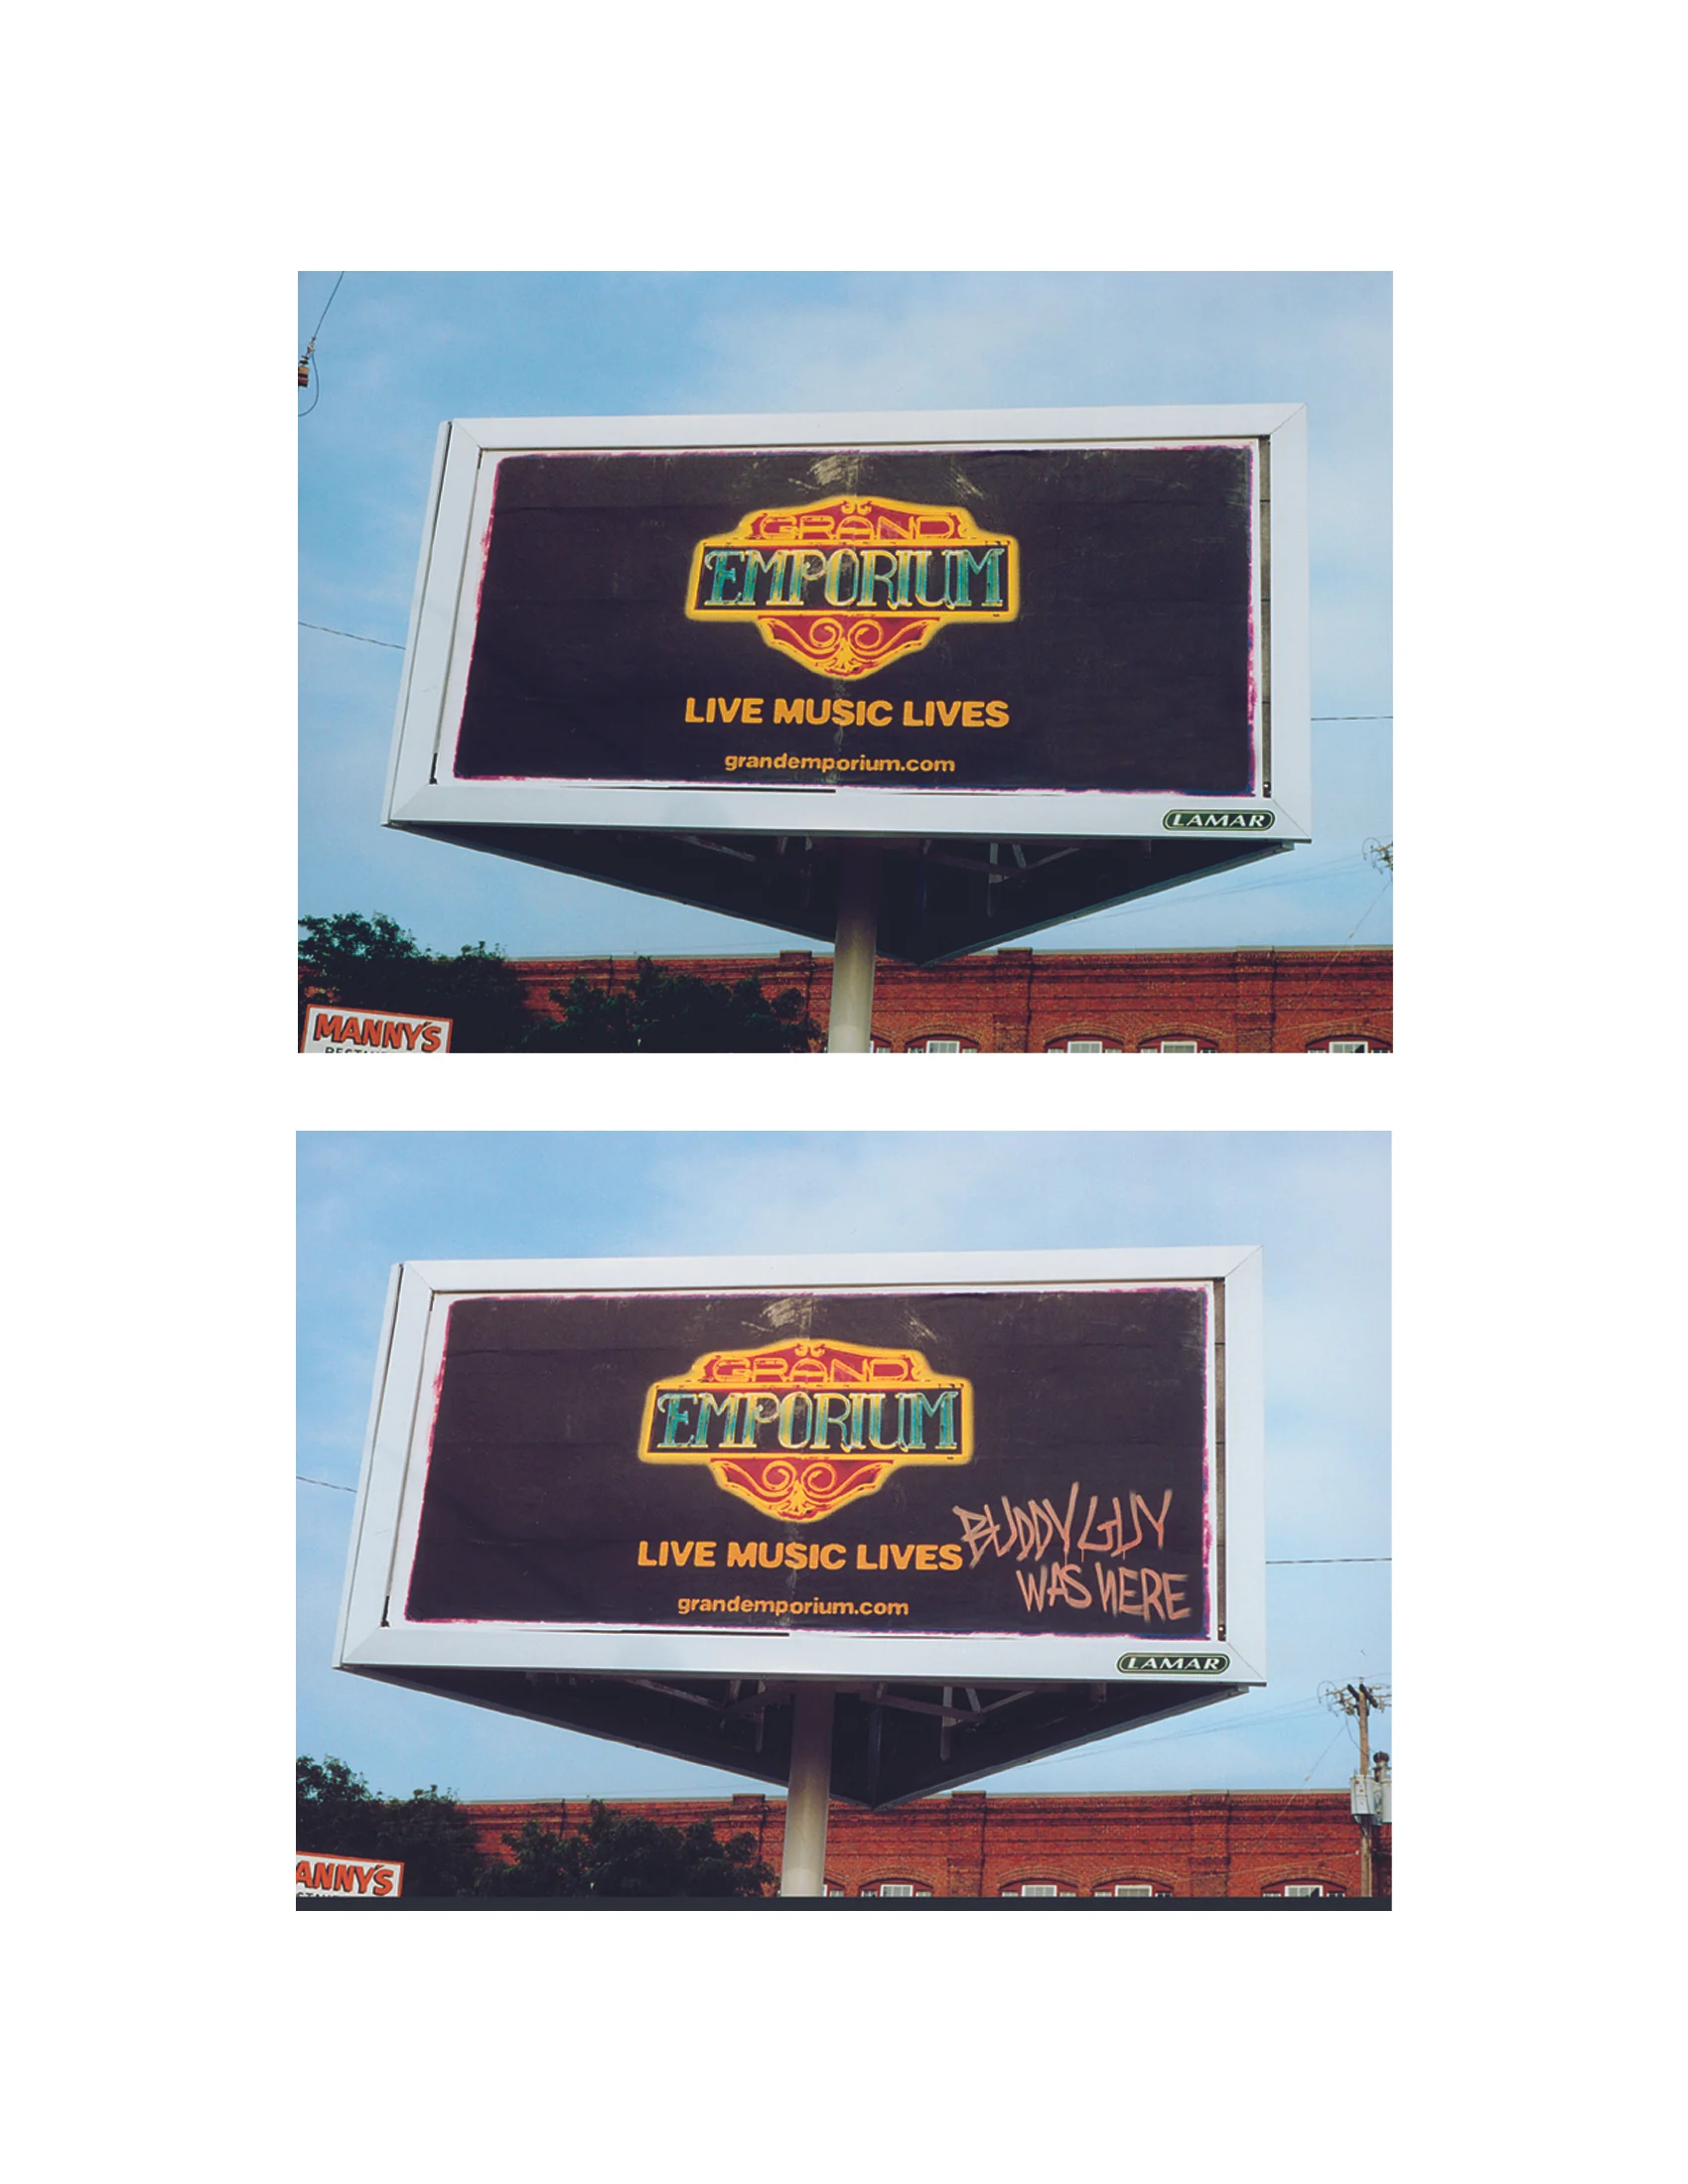 GRAND
EMPORIUM
LIVE MUSIC LIVES
grandemporium.com
LAMAR
MANNY'S
GRAND
EMPORIUM
LIVE MUSIC LIVES
BUDDY GUY
WAS HERE
grandemporium.com
LAMAR
ANNY'S